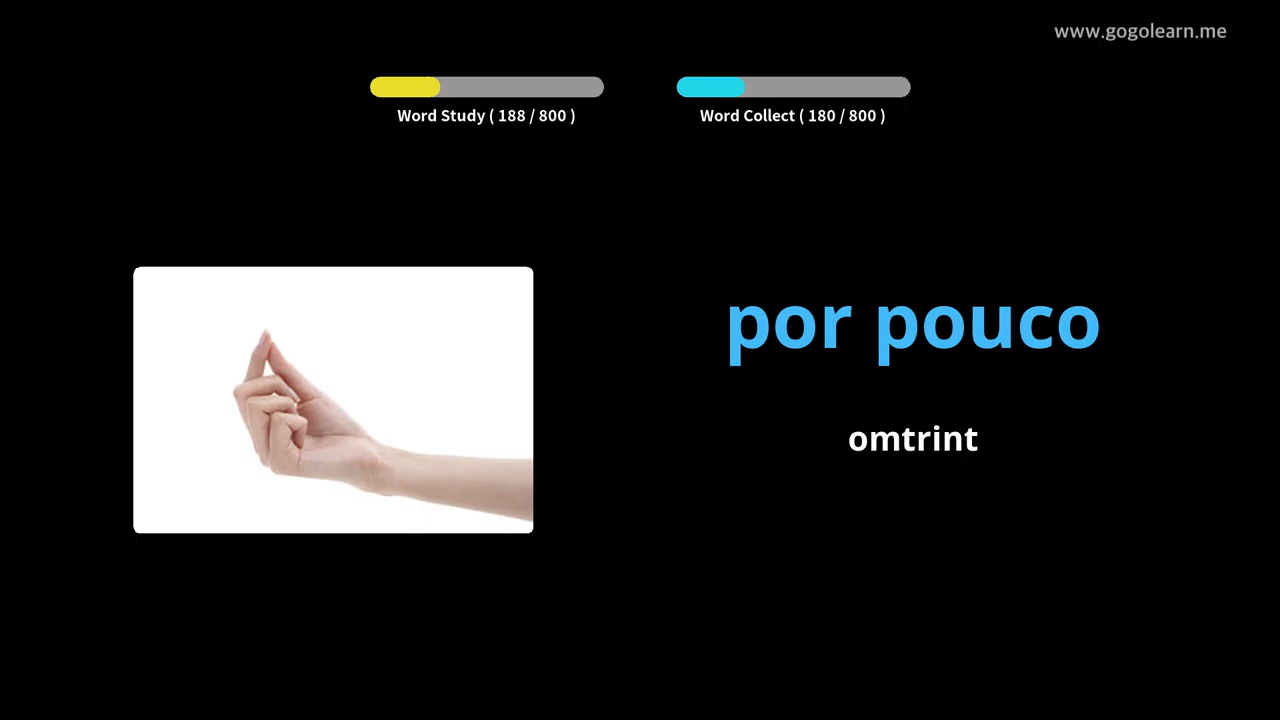 www.gogolearn.me
Word Study ( 188 / 800 )
Word Collect ( 180 / 800 )
por pouco
omtrint